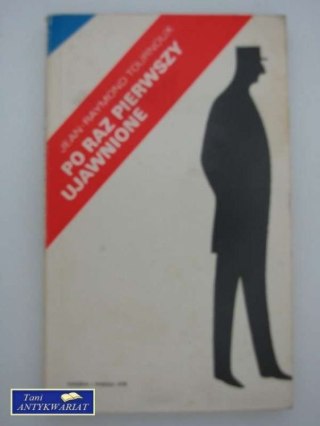 JEAN RAYMOND TOURNOUX
PO RAZ PIERWSZY
UJAWNIONE
Tani
ANTYKWARIAT